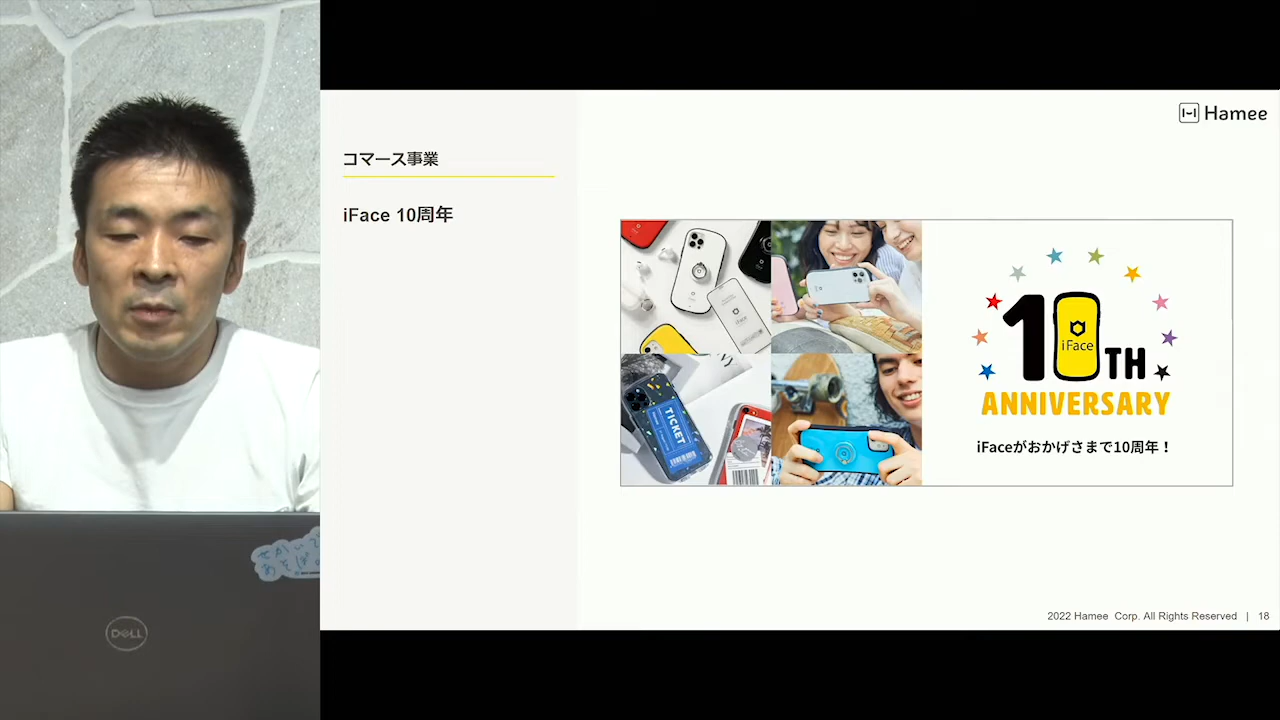 Hamee
コマース事業
iFace 10周年
iFace
TICKET
10TH
iFace
ANNIVERSARY
iFaceがおかげさまで10周年！
DELL
2022 Hamee Corp. All Rights Reserved | 18